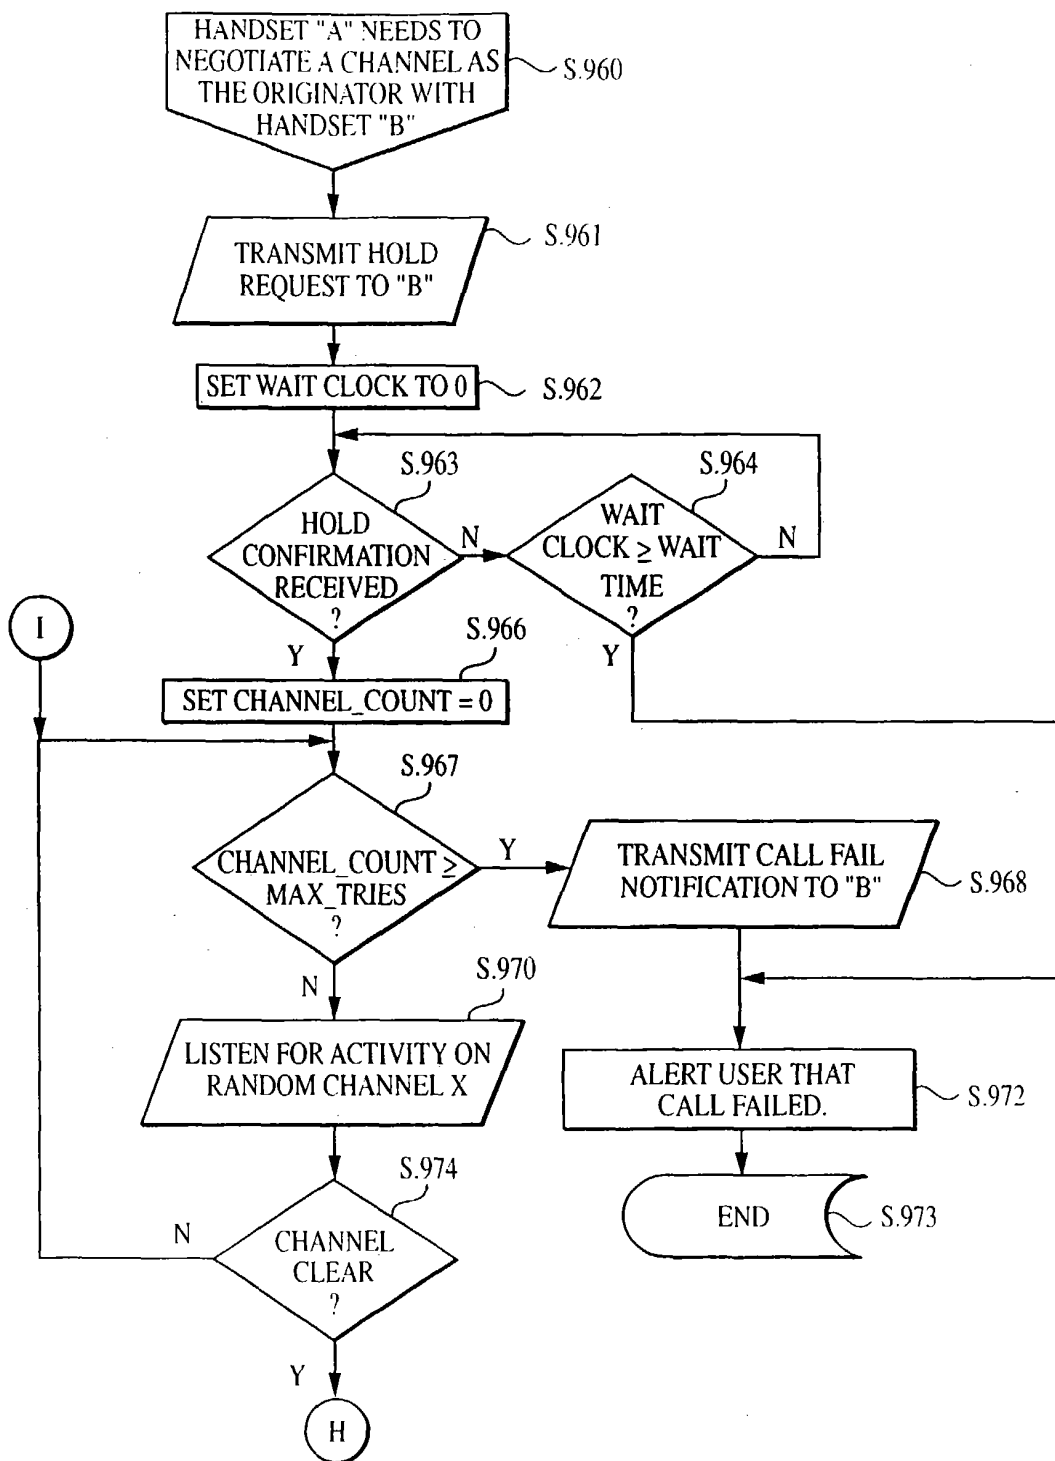 HANDSET "A" NEEDS TO
NEGOTIATE A CHANNEL AS
THE ORIGINATOR WITH
HANDSET "B"
S.960
TRANSMIT HOLD
REQUEST TO "B"
S.961
SET WAIT CLOCK TO 0
S.962
S.963
HOLD
CONFIRMATION
RECEIVED
?
N
Y
S.964
WAIT
CLOCK ≥ WAIT
TIME
?
N
Y
I
S.966
SET CHANNEL_COUNT = 0
S.967
CHANNEL_COUNT ≥
MAX_TRIES
?
Y
N
TRANSMIT CALL FAIL
NOTIFICATION TO "B"
S.968
S.970
LISTEN FOR ACTIVITY ON
RANDOM CHANNEL X
ALERT USER THAT
CALL FAILED.
S.972
S.974
CHANNEL
CLEAR
?
N
Y
END
S.973
H